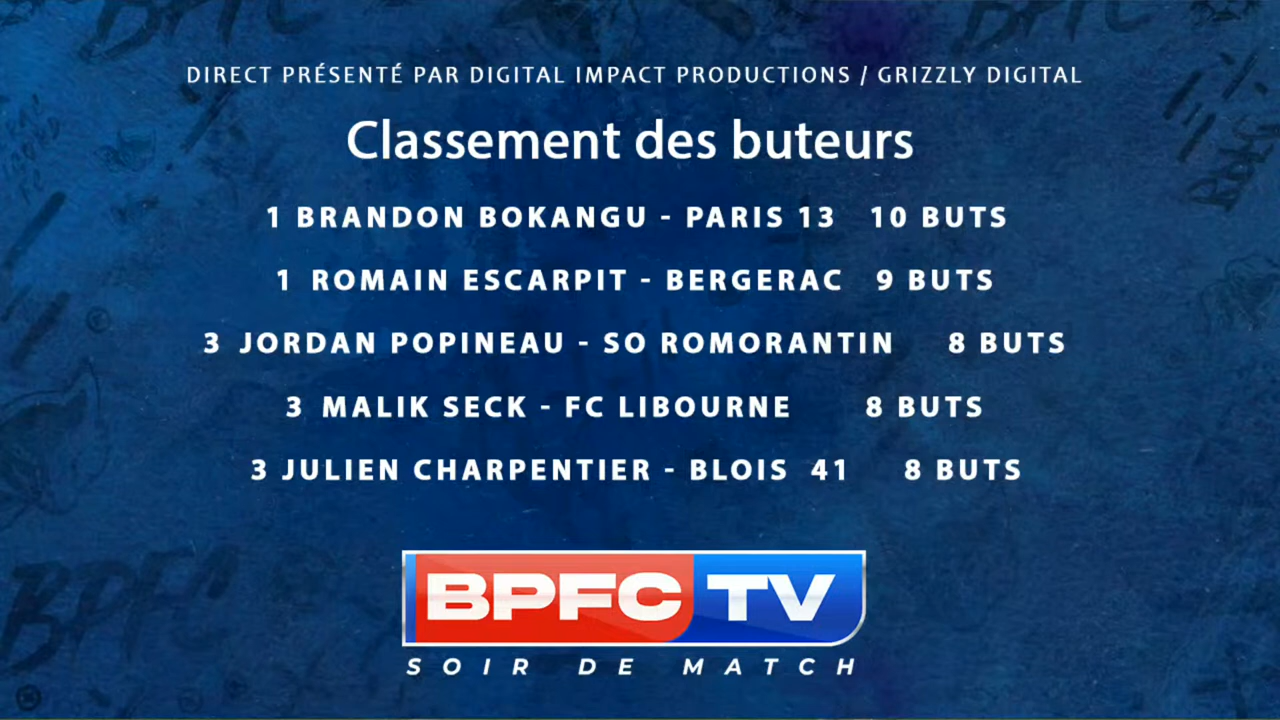 DIRECT PRÉSENTÉ PAR DIGITAL IMPACT PRODUCTIONS / GRIZZLY DIGITAL
Classement des buteurs
1 BRANDON BOKANGU - PARIS 13 10 BUTS
1 ROMAIN ESCARPIT - BERGERAC 9 BUTS
3 JORDAN POPINEAU - SO ROMORANTIN 8 BUTS
3 MALIK SECK - FC LIBOURNE 8 BUTS
3 JULIEN CHARPENTIER - BLOIS 41 8 BUTS
BPFC TV
SOIR DE MATCH